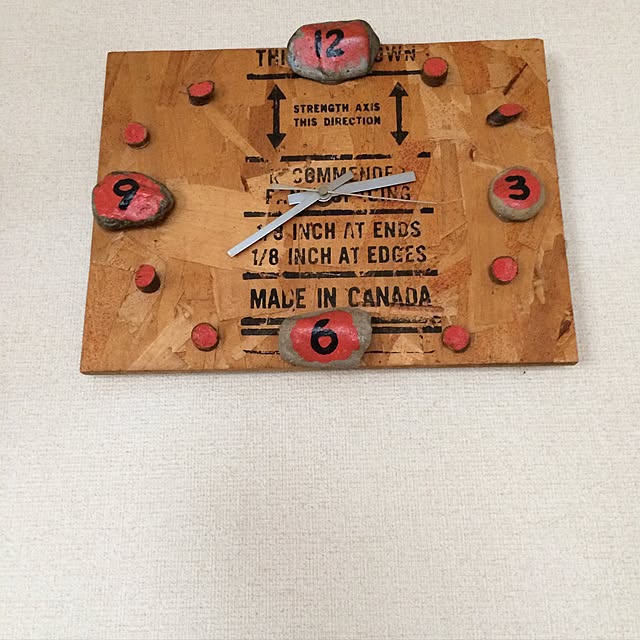 12
STRENGTH AXIS
THIS DIRECTION
9
3
1/8 INCH AT ENDS
1/8 INCH AT EDGES
MADE IN CANADA
6